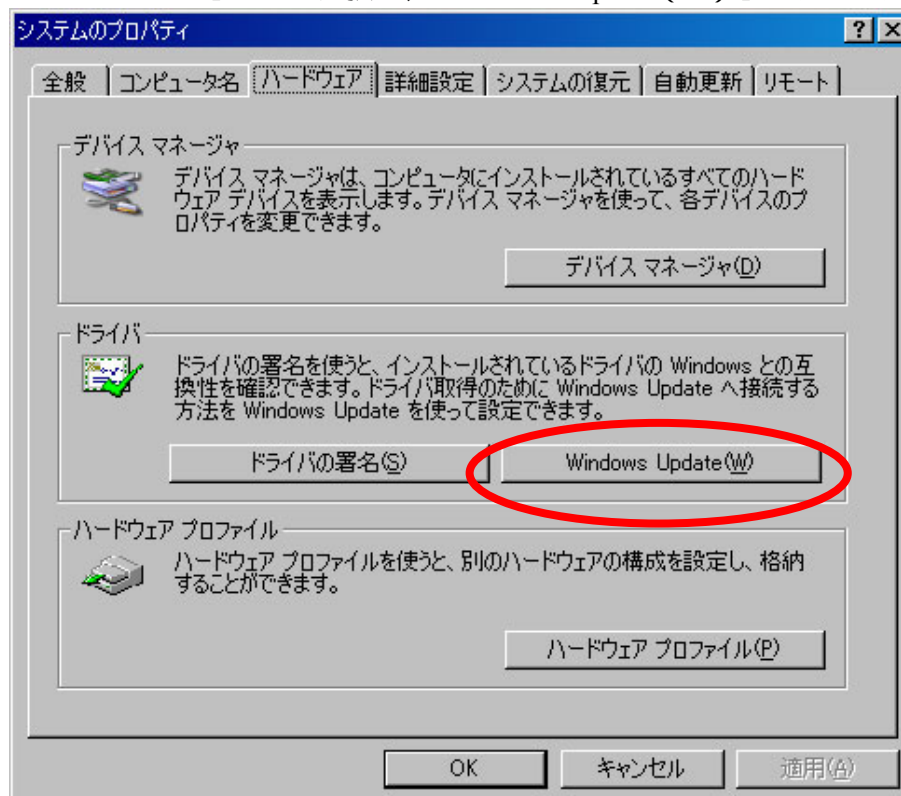 システムのプロパティ
全般 コンピュータ名 ハードウェア 詳細設定 システムの復元 自動更新 リモート
デバイス マネージャ
デバイス マネージャは、コンピュータにインストールされているすべてのハード
ウェア デバイスを表示します。デバイス マネージャを使って、各デバイスのプ
ロパティを変更できます。
デバイス マネージャ(D)
ドライバ
ドライバの署名を使うと、インストールされているドライバの Windows との互
換性を確認できます。ドライバ取得のために Windows Update へ接続する
方法を Windows Update を使って設定できます。
ドライバの署名(S) Windows Update(W)
ハードウェア プロファイル
ハードウェア プロファイルを使うと、別のハードウェアの構成を設定し、格納
することができます。
ハードウェア プロファイル(P)
OK キャンセル 適用(A)